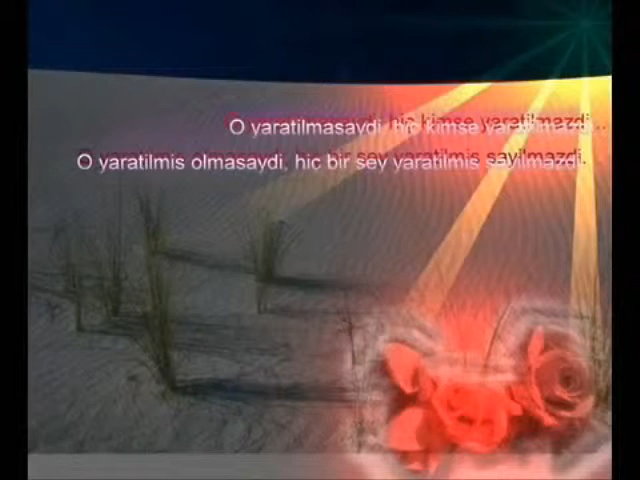 O yaratilmasaydi, hic kimse yaratilmazdi...
O yaratilmis olmasaydi, hic bir sey yaratilmis sayilmazdi.